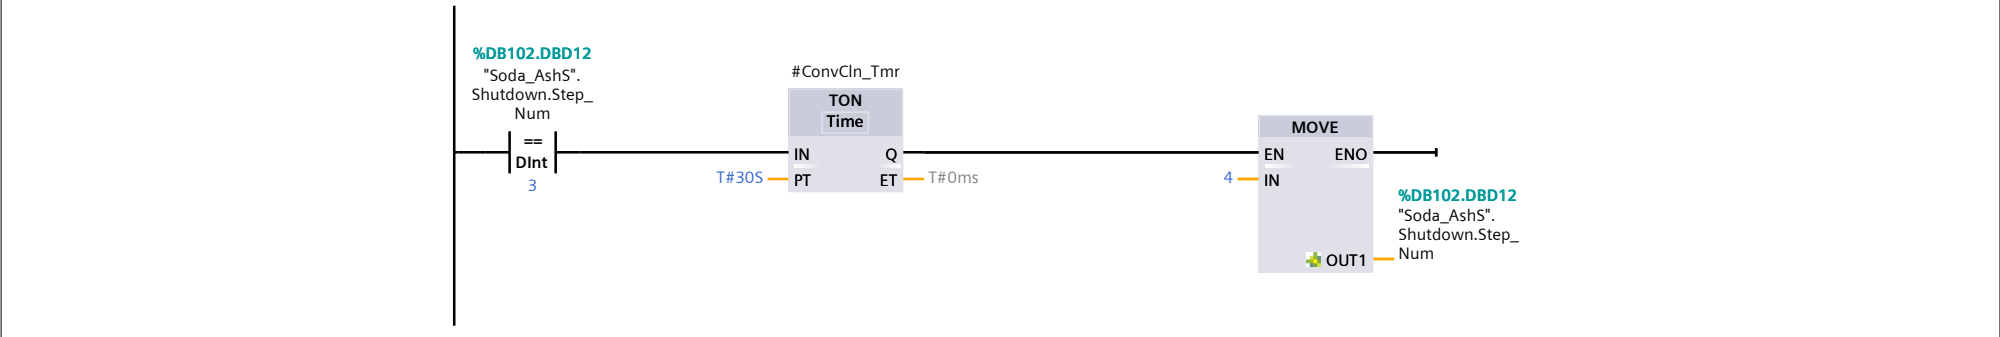 %DB102.DBD12
"Soda_AshS".
Shutdown.Step_
Num
==
DInt
3
#ConvCln_Tmr
TON
Time
IN Q
T#30S PT ET T#0ms
MOVE
EN ENO
4 IN
OUT1
%DB102.DBD12
"Soda_AshS".
Shutdown.Step_
Num